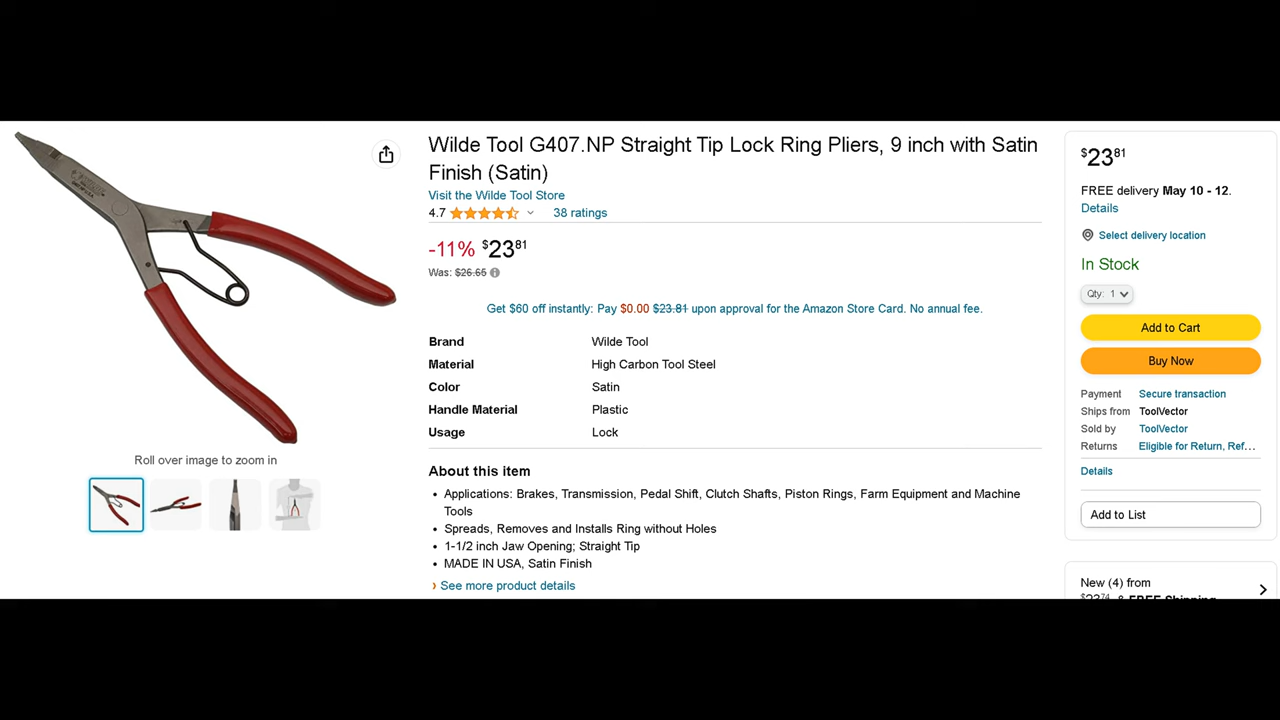 Wilde Tool G407.NP Straight Tip Lock Ring Pliers, 9 inch with Satin
Finish (Satin)
Visit the Wilde Tool Store
4.7 38 ratings
-11% $23 81
Was: $26.65
Get $60 off instantly: Pay $0.00 $23.81 upon approval for the Amazon Store Card. No annual fee.
Brand Wilde Tool
Material High Carbon Tool Steel
Color Satin
Handle Material Plastic
Usage Lock
About this item
• Applications: Brakes, Transmission, Pedal Shift, Clutch Shafts, Piston Rings, Farm Equipment and Machine
Tools
• Spreads, Removes and Installs Ring without Holes
• 1-1/2 inch Jaw Opening; Straight Tip
• MADE IN USA, Satin Finish
› See more product details
Roll over image to zoom in
$23 81
FREE delivery May 10 - 12.
Details
Select delivery location
In Stock
Qty: 1
Add to Cart
Buy Now
Payment Secure transaction
Ships from ToolVector
Sold by ToolVector
Returns Eligible for Return, Ref…
Details
Add to List
New (4) from
$23 74 & FREE Shipping